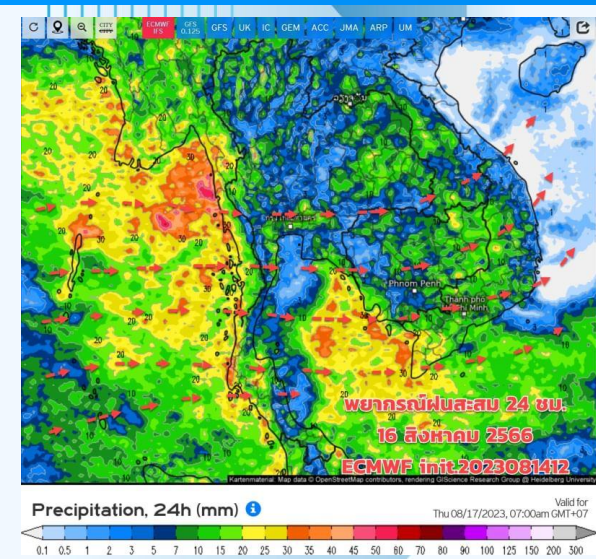 CITY
CITY
ECMWF
IFS
GFS
0.125
GFS
UK
IC
GEM
ACC
JMA
ARP
UM
Phnom Penh
Thành phố
Minh
พยากรณ์ฝนสะสม 24 ชม.
16 สิงหาคม 2566
ECMWF init.2023081412
Kartenmaterial: Map data © OpenStreetMap contributors, rendering GIScience Research Group @ Heidelberg University
Precipitation, 24h (mm)
Valid for
Thu 08/17/2023, 07:00am GMT+07
0.1 0.5 1 2 3 5 7 10 15 20 25 30 35 40 45 50 60 70 80 90 100 125 150 200 300